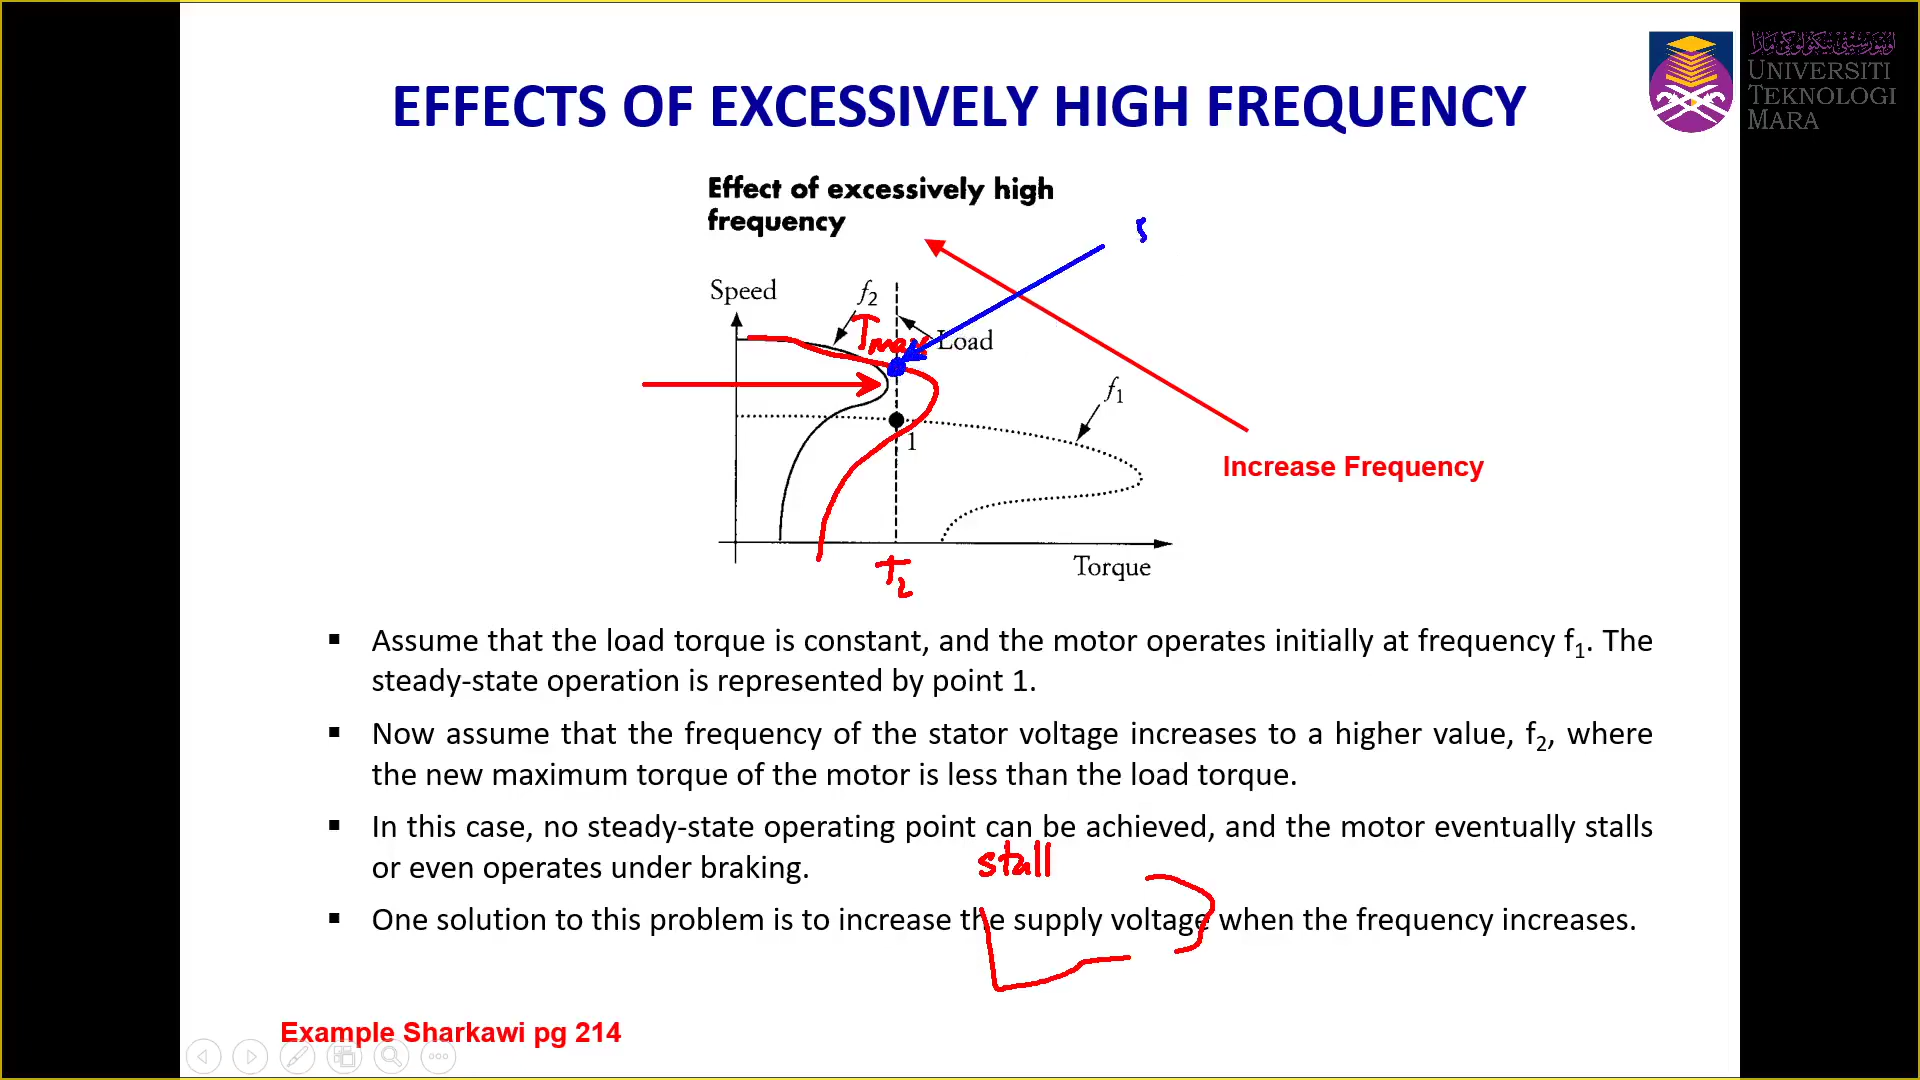 UNIVERSITI
TEKNOLOGI
MARA
EFFECTS OF EXCESSIVELY HIGH FREQUENCY
Effect of excessively high
frequency
Speed
f2
Tmax
Load
f1
1
Increase Frequency
Torque
T2
▪ Assume that the load torque is constant, and the motor operates initially at frequency f1. The
steady-state operation is represented by point 1.
▪ Now assume that the frequency of the stator voltage increases to a higher value, f2, where
the new maximum torque of the motor is less than the load torque.
▪ In this case, no steady-state operating point can be achieved, and the motor eventually stalls
or even operates under braking.
stall
▪ One solution to this problem is to increase the supply voltage when the frequency increases.
Example Sharkawi pg 214